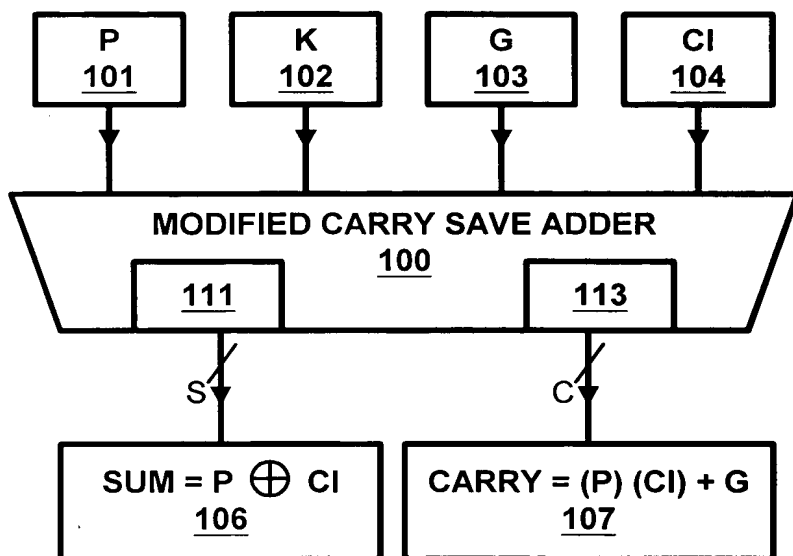 P
101
K
102
G
103
CI
104
MODIFIED CARRY SAVE ADDER
100
111
113
S
C
SUM = P ⊕ CI
106
CARRY = (P) (CI) + G
107